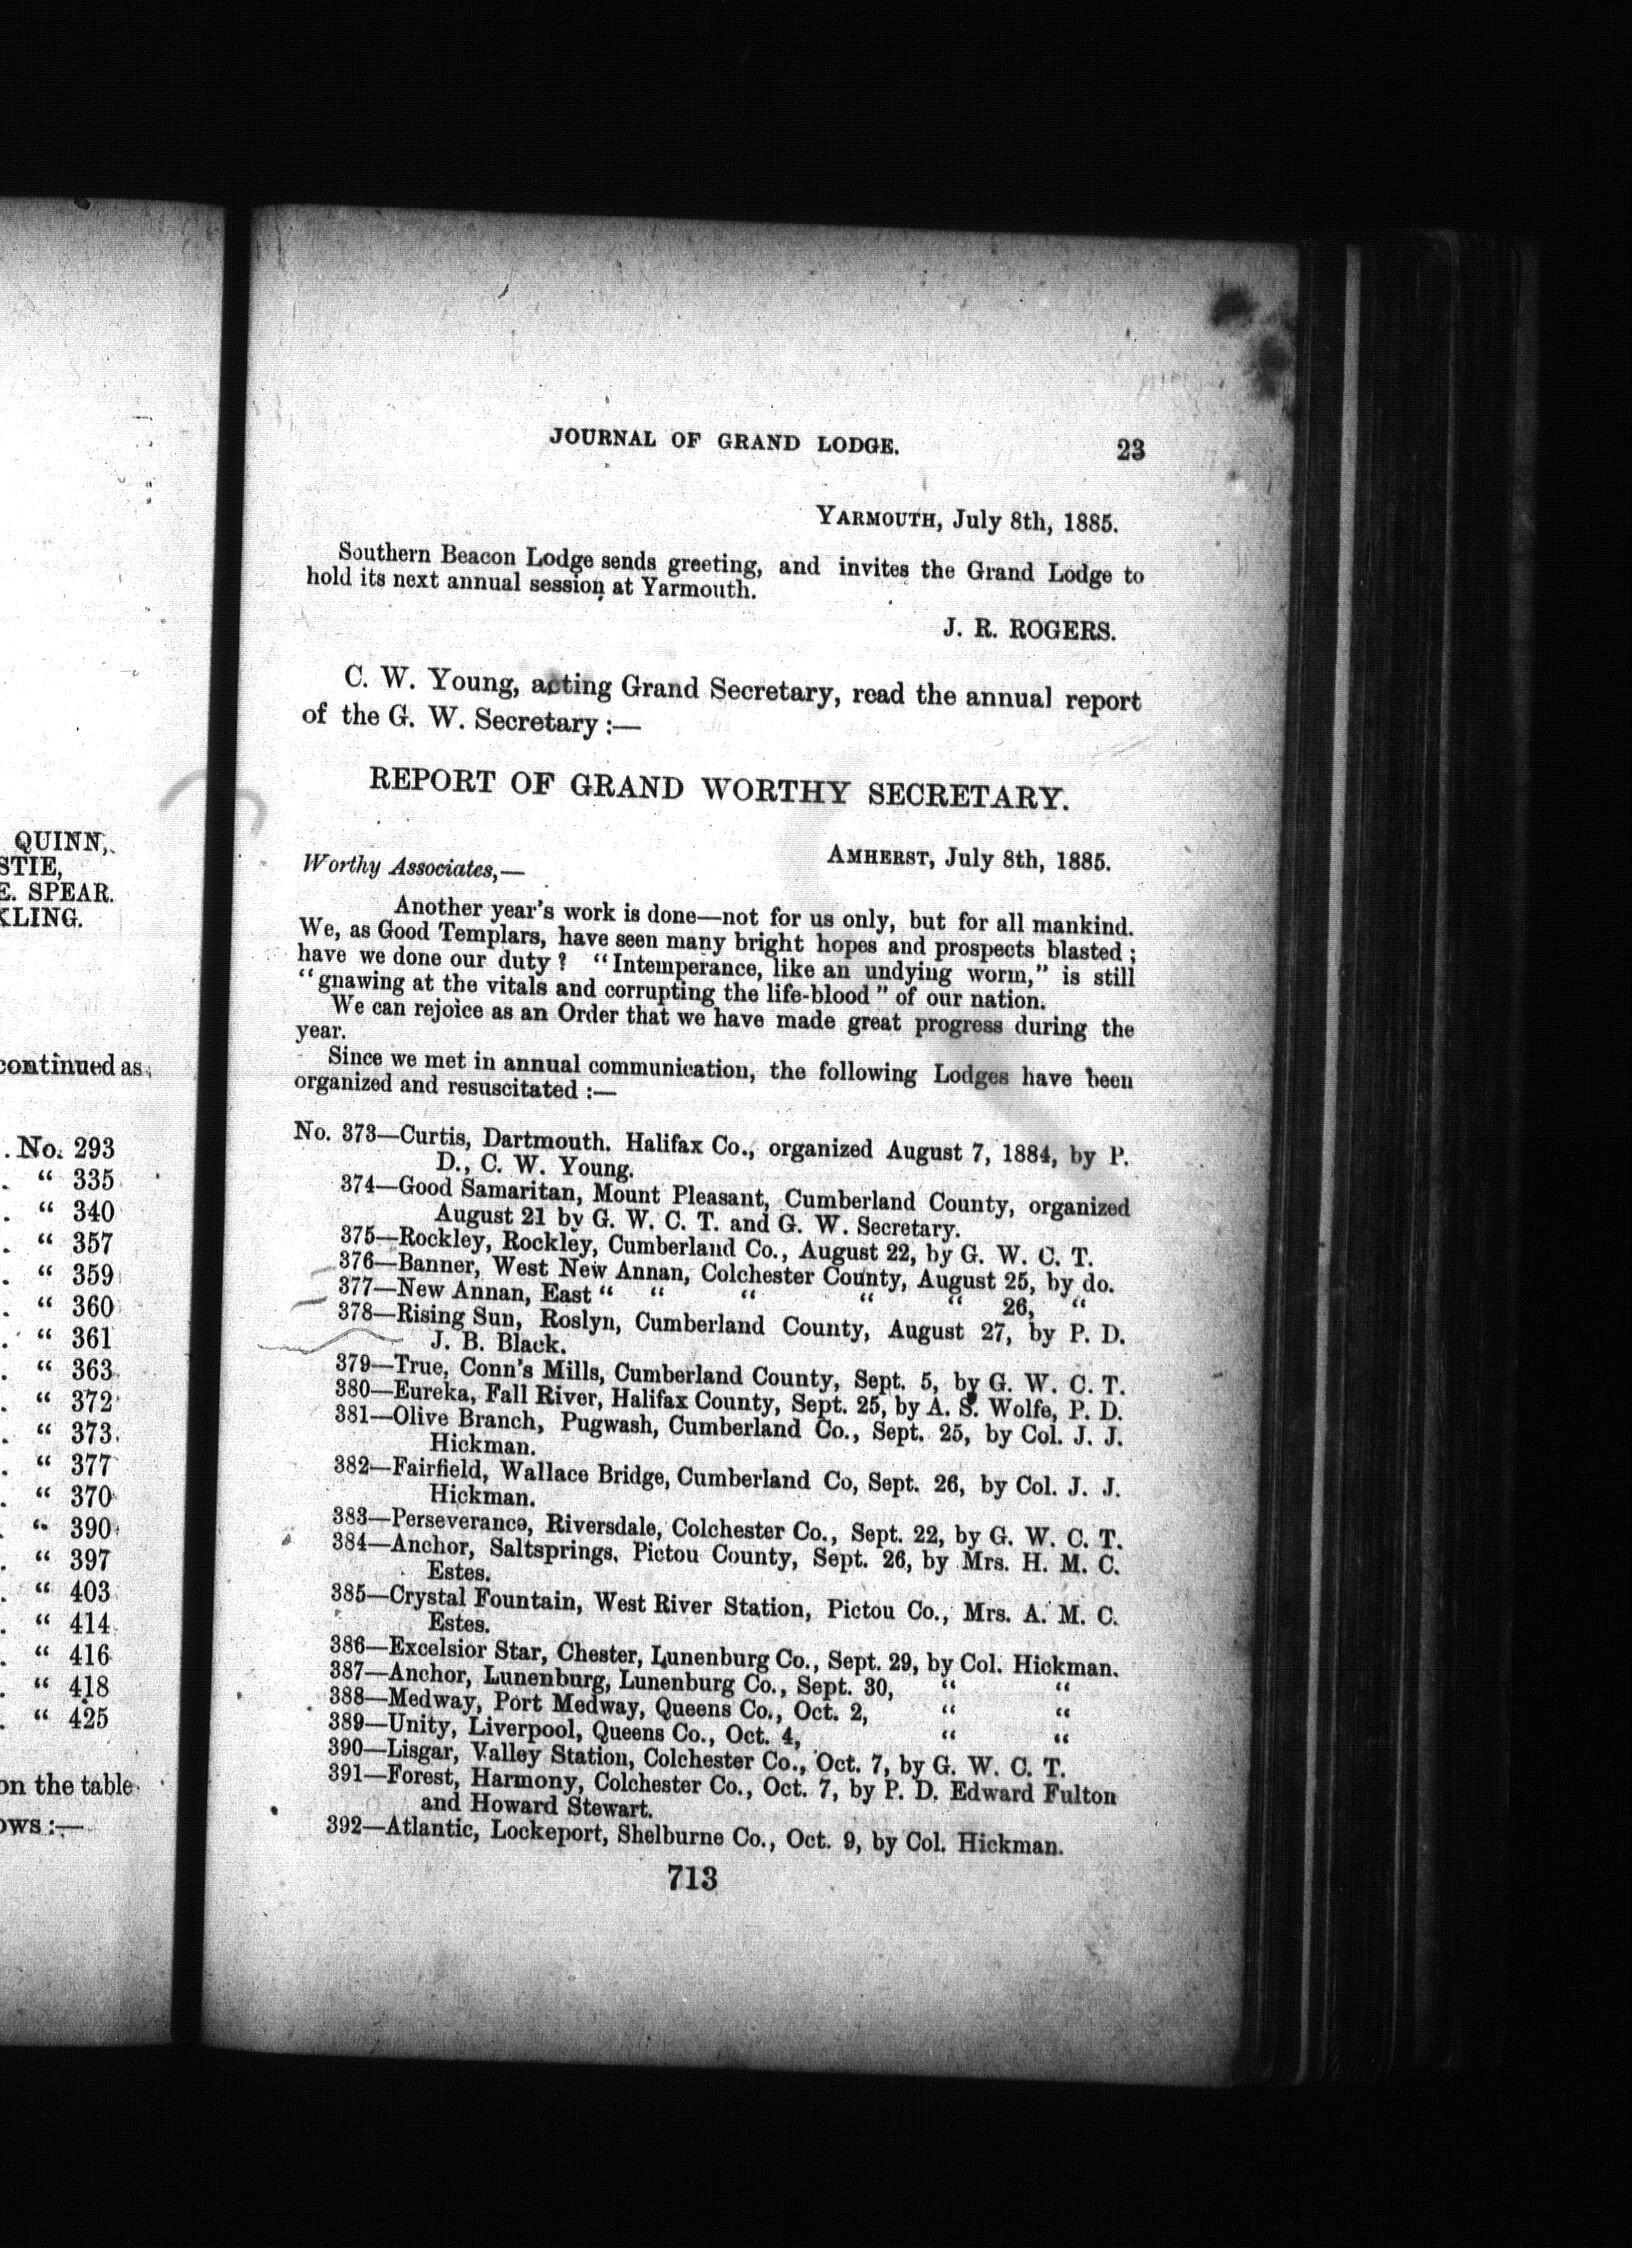 QUINN,
STIE,
E. SPEAR.
KLING.
continued as
. No. 293
. “ 335
. “ 340
. “ 357
. “ 359
. “ 360
. “ 361
“ 363
. “ 372
. “ 373
. “ 377
. “ 370
. “ 390
. “ 397
. “ 403
. “ 414
. “ 416
. “ 418
. “ 425
on the table
ows :—
JOURNAL OF GRAND LODGE. 23
YARMOUTH, July 8th, 1885.
Southern Beacon Lodge sends greeting, and invites the Grand Lodge to
hold its next annual session at Yarmouth.
J. R. ROGERS.
C. W. Young, acting Grand Secretary, read the annual report
of the G. W. Secretary :—
REPORT OF GRAND WORTHY SECRETARY.
AMHERST, July 8th, 1885.
Worthy Associates,—
Another year's work is done—not for us only, but for all mankind.
We, as Good Templars, have seen many bright hopes and prospects blasted ;
have we done our duty ? “Intemperance, like an undying worm,” is still
“gnawing at the vitals and corrupting the life-blood” of our nation.
We can rejoice as an Order that we have made great progress during the
year.
Since we met in annual communication, the following Lodges have been
organized and resuscitated :—
No. 373—Curtis, Dartmouth. Halifax Co., organized August 7, 1884, by P.
D., C. W. Young.
374—Good Samaritan, Mount Pleasant, Cumberland County, organized
August 21 by G. W. C. T. and G. W. Secretary.
375—Rockley, Rockley, Cumberland Co., August 22, by G. W. C. T.
376—Banner, West New Annan, Colchester County, August 25, by do.
377—New Annan, East “ “ “ “ “ 26, “
378—Rising Sun, Roslyn, Cumberland County, August 27, by P. D.
J. B. Black.
379—True, Conn's Mills, Cumberland County, Sept. 5, by G. W. C. T.
380—Eureka, Fall River, Halifax County, Sept. 25, by A. S. Wolfe, P. D.
381—Olive Branch, Pugwash, Cumberland Co., Sept. 25, by Col. J. J.
Hickman.
382—Fairfield, Wallace Bridge, Cumberland Co, Sept. 26, by Col. J. J.
Hickman.
383—Perseverance, Riversdale, Colchester Co., Sept. 22, by G. W. C. T.
384—Anchor, Saltsprings, Pictou County, Sept. 26, by Mrs. H. M. C.
Estes.
385—Crystal Fountain, West River Station, Pictou Co., Mrs. A. M. C.
Estes.
386—Excelsior Star, Chester, Lunenburg Co., Sept. 29, by Col. Hickman.
387—Anchor, Lunenburg, Lunenburg Co., Sept. 30, “ “
388—Medway, Port Medway, Queens Co., Oct. 2, “ “
389—Unity, Liverpool, Queens Co., Oct. 4, “ “
390—Lisgar, Valley Station, Colchester Co., Oct. 7, by G. W. C. T.
391—Forest, Harmony, Colchester Co., Oct. 7, by P. D. Edward Fulton
and Howard Stewart.
392—Atlantic, Lockeport, Shelburne Co., Oct. 9, by Col. Hickman.
713